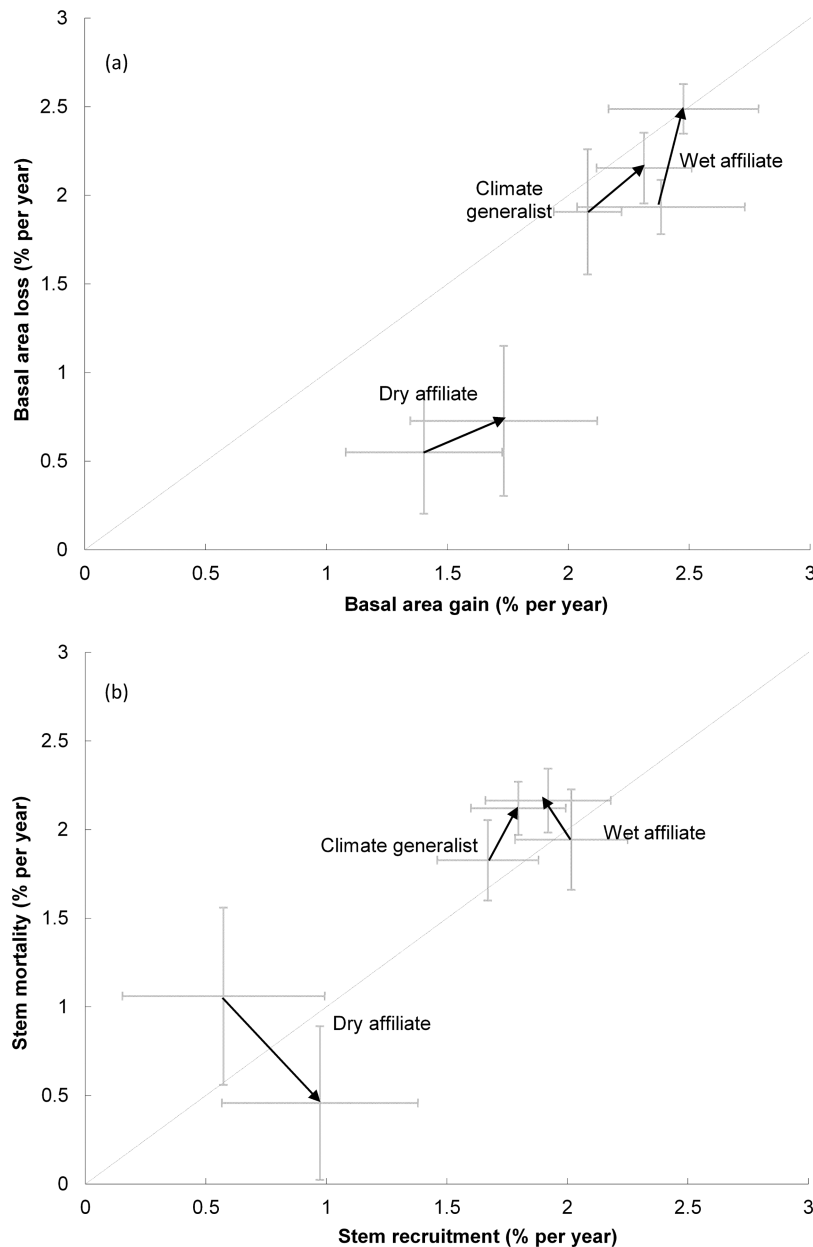 (a)
3
2.5
2
1.5
1
0.5
0
Basal area loss (% per year)
Climate
generalist
Wet affiliate
Dry affiliate
0 0.5 1 1.5 2 2.5 3
Basal area gain (% per year)
(b)
3
2.5
2
1.5
1
0.5
0
Stem mortality (% per year)
Climate generalist
Wet affiliate
Dry affiliate
0 0.5 1 1.5 2 2.5 3
Stem recruitment (% per year)